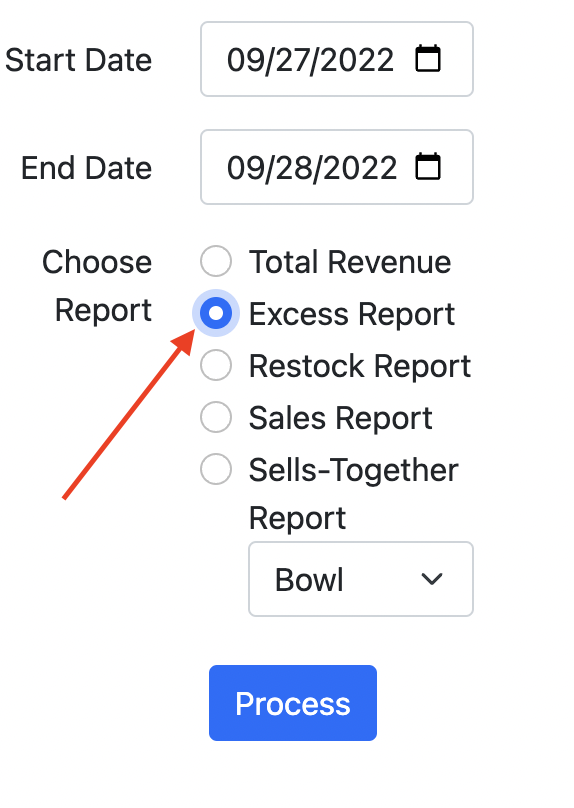 Start Date 09/27/2022
End Date 09/28/2022
Choose Report
Total Revenue
Excess Report
Restock Report
Sales Report
Sells-Together
Report
Bowl
Process